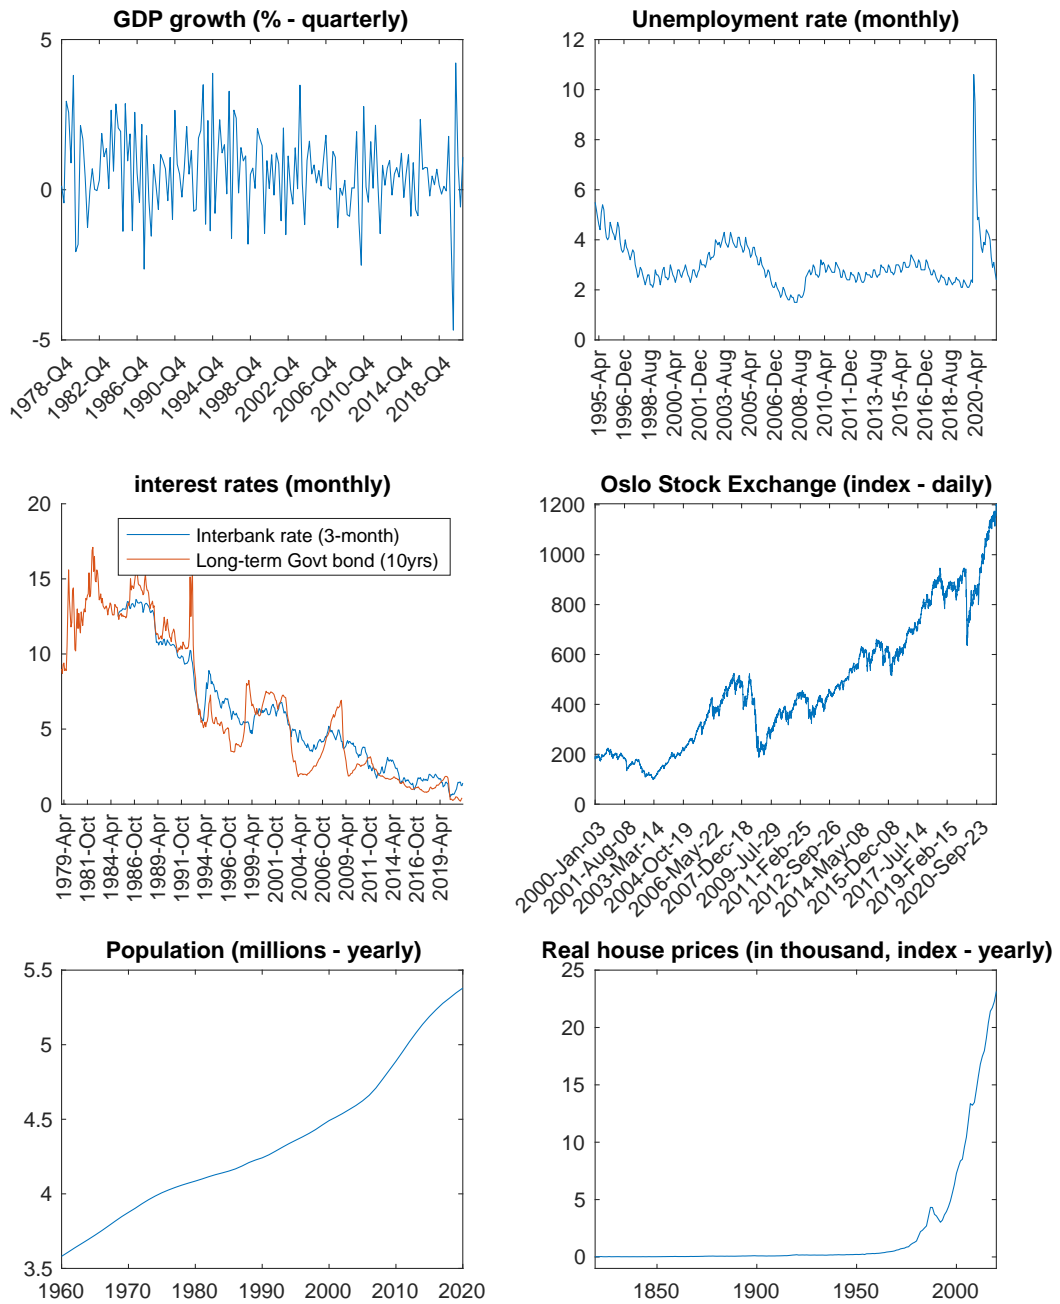 GDP growth (% - quarterly)
5
0
-5
1978-Q4
1982-Q4
1986-Q4
1990-Q4
1994-Q4
1998-Q4
2002-Q4
2006-Q4
2010-Q4
2014-Q4
2018-Q4
Unemployment rate (monthly)
12
10
8
6
4
2
0
1995-Apr
1996-Dec
1998-Aug
2000-Apr
2001-Dec
2003-Aug
2005-Apr
2006-Dec
2008-Aug
2010-Apr
2011-Dec
2013-Aug
2015-Apr
2016-Dec
2018-Aug
2020-Apr
interest rates (monthly)
20
15
10
5
0
Interbank rate (3-month)
Long-term Govt bond (10yrs)
1979-Apr
1981-Oct
1984-Apr
1986-Oct
1989-Apr
1991-Oct
1994-Apr
1996-Oct
1999-Apr
2001-Oct
2004-Apr
2006-Oct
2009-Apr
2011-Oct
2014-Apr
2016-Oct
2019-Apr
Oslo Stock Exchange (index - daily)
1200
1000
800
600
400
200
0
2000-Jan-03
2001-Aug-08
2003-Mar-14
2004-Oct-19
2006-May-22
2007-Dec-18
2009-Jul-29
2011-Feb-25
2012-Sep-26
2014-May-08
2015-Dec-08
2017-Jul-14
2019-Feb-15
2020-Sep-23
Population (millions - yearly)
5.5
5
4.5
4
3.5
1960
1970
1980
1990
2000
2010
2020
Real house prices (in thousand, index - yearly)
25
20
15
10
5
0
1850
1900
1950
2000